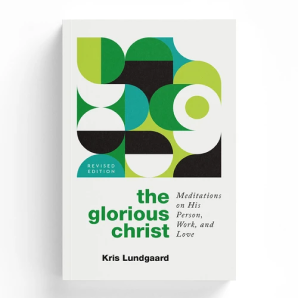 REVISED
EDITION
the
glorious
christ
Meditations
on His
Person,
Work, and
Love
Kris Lundgaard